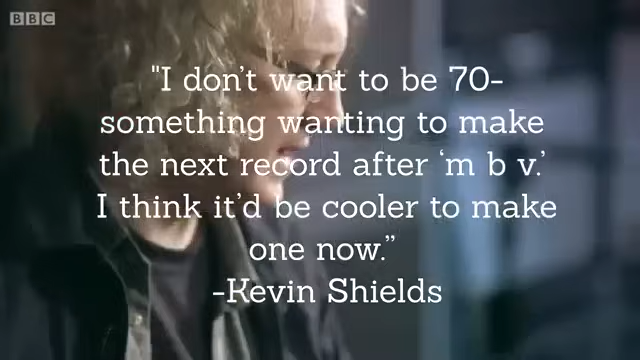 BBC
"I don’t want to be 70-
something wanting to make
the next record after ‘m b v.’
I think it’d be cooler to make
one now.”
-Kevin Shields